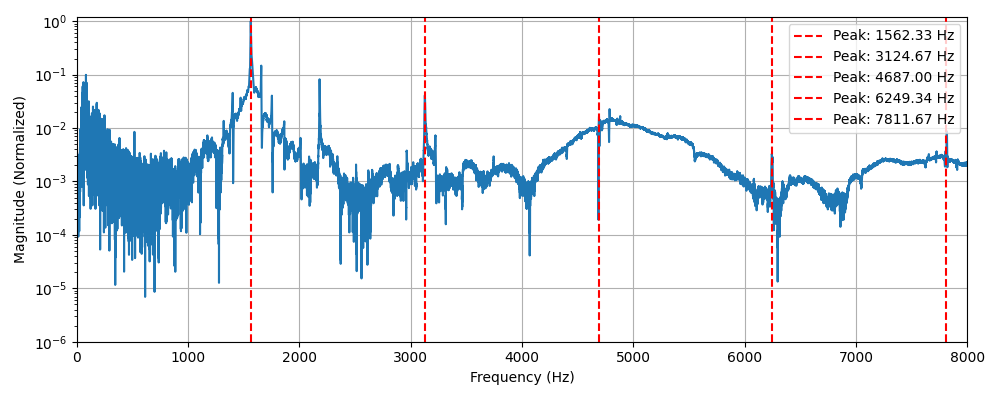 10⁰
10⁻¹
10⁻²
10⁻³
10⁻⁴
10⁻⁵
10⁻⁶
Magnitude (Normalized)
Peak: 1562.33 Hz
Peak: 3124.67 Hz
Peak: 4687.00 Hz
Peak: 6249.34 Hz
Peak: 7811.67 Hz
0 1000 2000 3000 4000 5000 6000 7000 8000
Frequency (Hz)